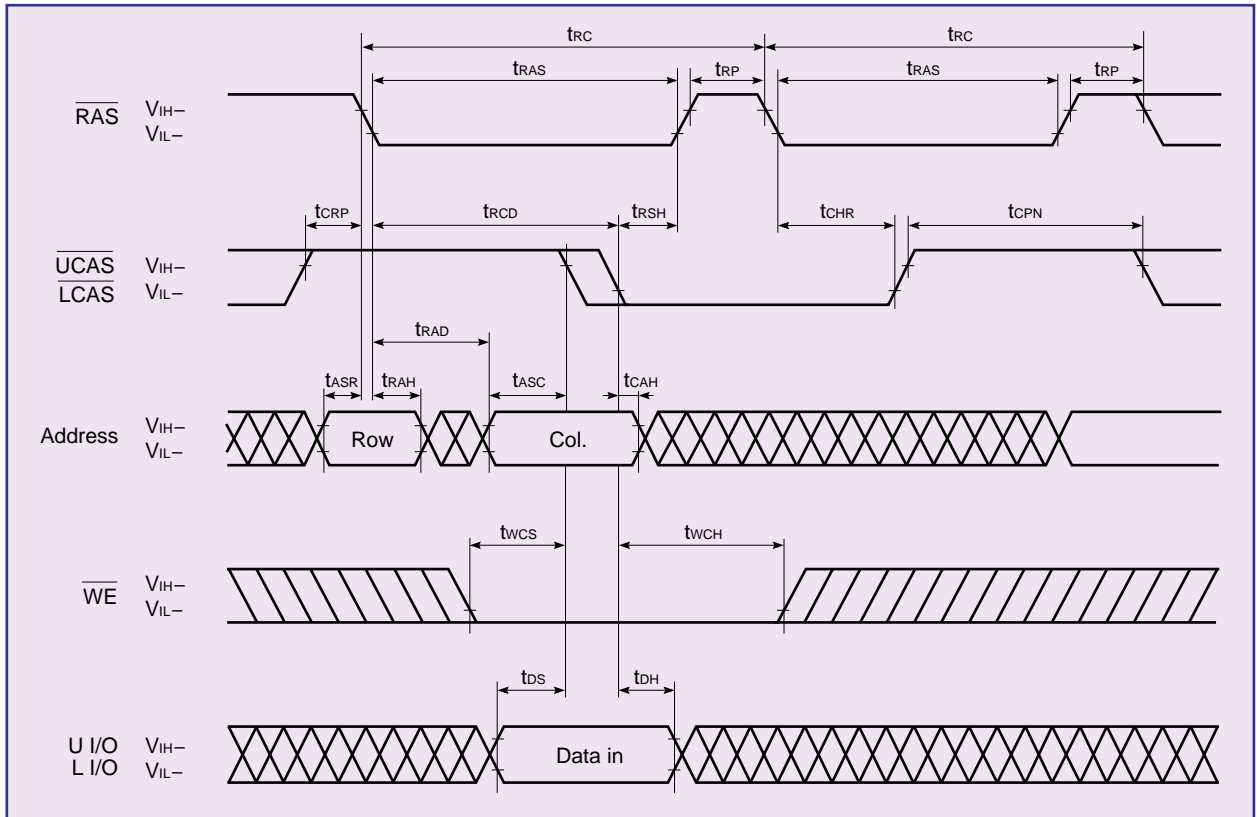 tRC tRC
tRAS tRP tRAS tRP
RAS VIH–
VIL–
tCRP tRCD tRSH tCHR tCPN
UCAS VIH–
LCAS VIL–
tRAD
tASR tRAH tASC tCAH
Address VIH–
VIL–
Row Col.
tWCS tWCH
WE VIH–
VIL–
tDS tDH
U I/O VIH–
L I/O VIL–
Data in